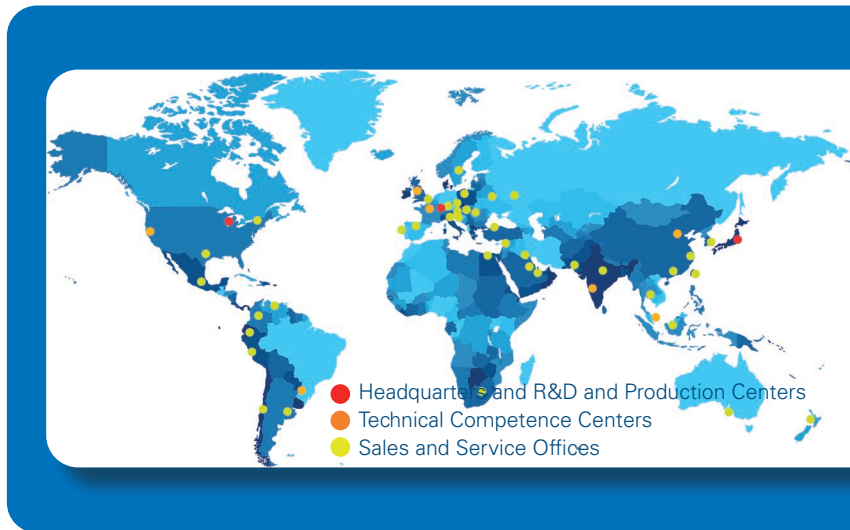 Headquarters and R&D and Production Centers
Technical Competence Centers
Sales and Service Offices